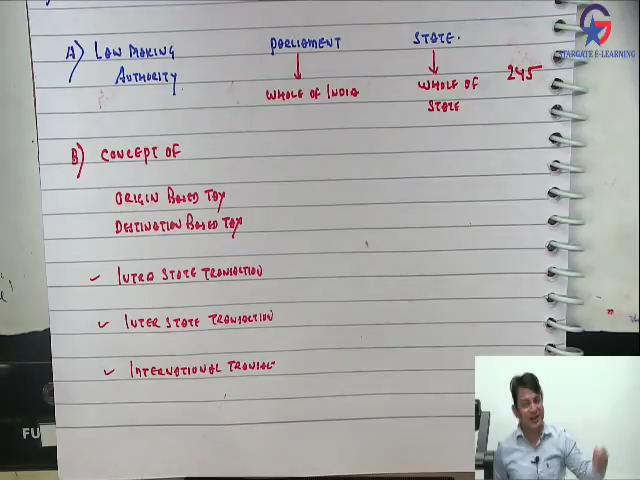 STARGATE E-LEARNING
A) LAW MAKING PARLIAMENT STATE.
AUTHORITY
WHOLE OF INDIA WHOLE OF 245
STATE
B) CONCEPT OF
ORIGIN BASED TAX
DESTINATION BASED TAX
✓ INTRA STATE TRANSACTION
✓ INTER STATE TRANSACTION
✓ INTERNATIONAL TRANSAC
FU